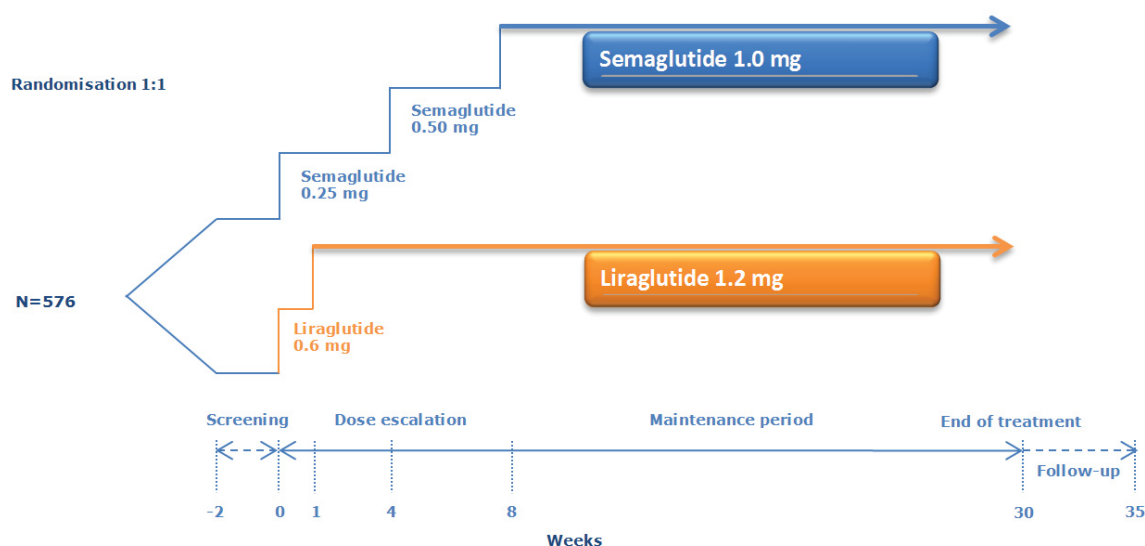 Semaglutide 1.0 mg
Randomisation 1:1
Semaglutide
0.50 mg
Semaglutide
0.25 mg
Liraglutide 1.2 mg
N=576
Liraglutide
0.6 mg
Screening Dose escalation Maintenance period End of treatment
Follow-up
-2 0 1 4 8 30 35
Weeks